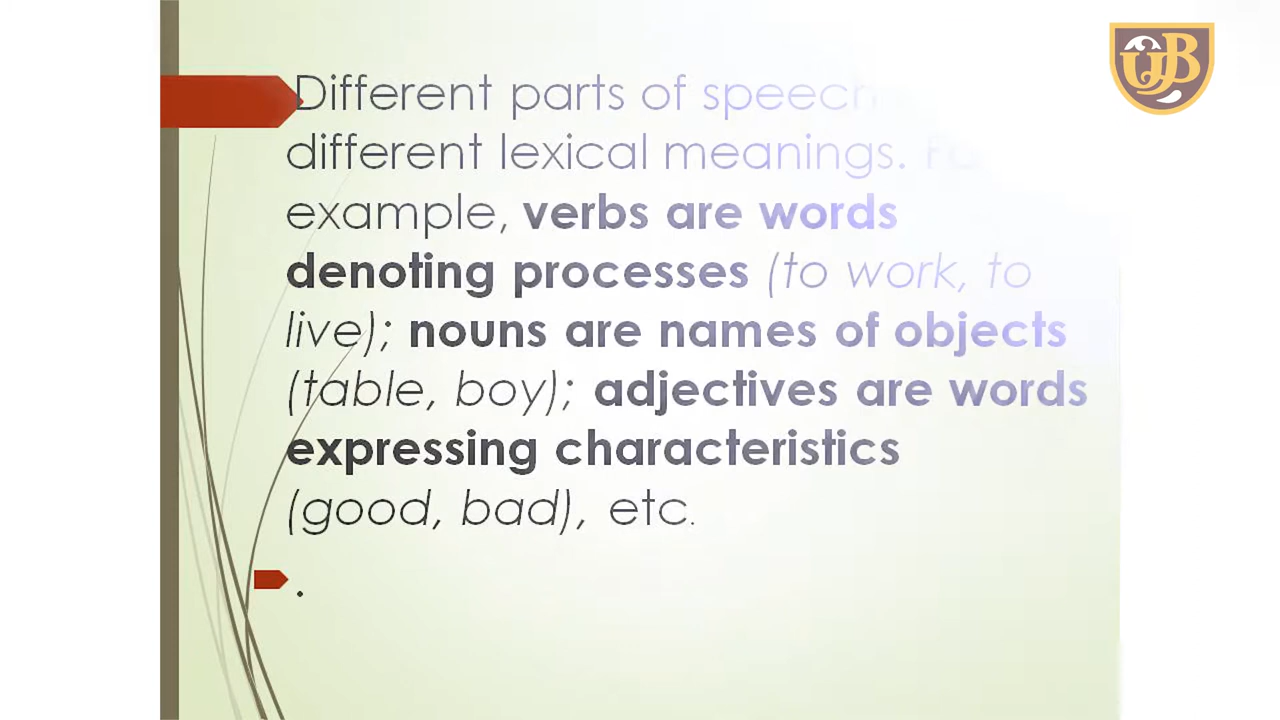 Different parts of speech
different lexical meanings.
example, verbs are words
denoting processes (to work, to
live); nouns are names of objects
(table, boy); adjectives are words
expressing characteristics
(good, bad), etc.
.
UJB